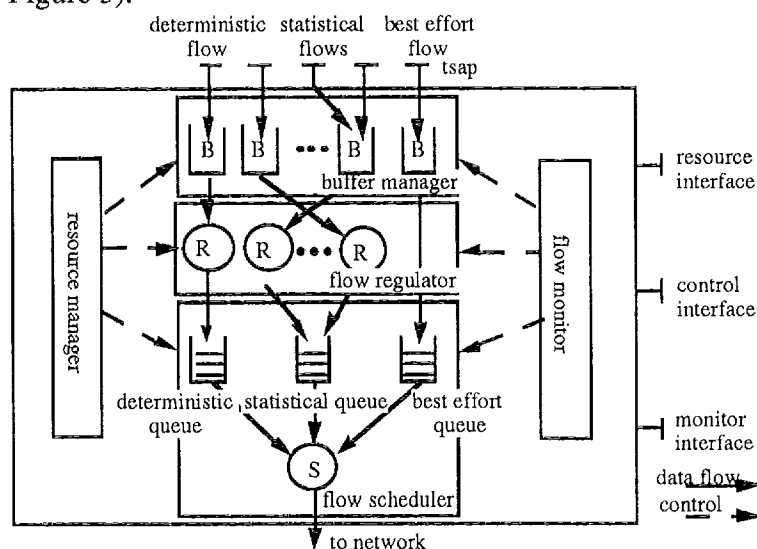 Figure 3).
deterministic flow
statistical flows
best effort flow
tsap
B B B B
buffer manager
resource manager
R R R
flow regulator
flow monitor
deterministic queue
statistical queue
best effort queue
S
flow scheduler
to network
resource interface
control interface
monitor interface
data flow
control